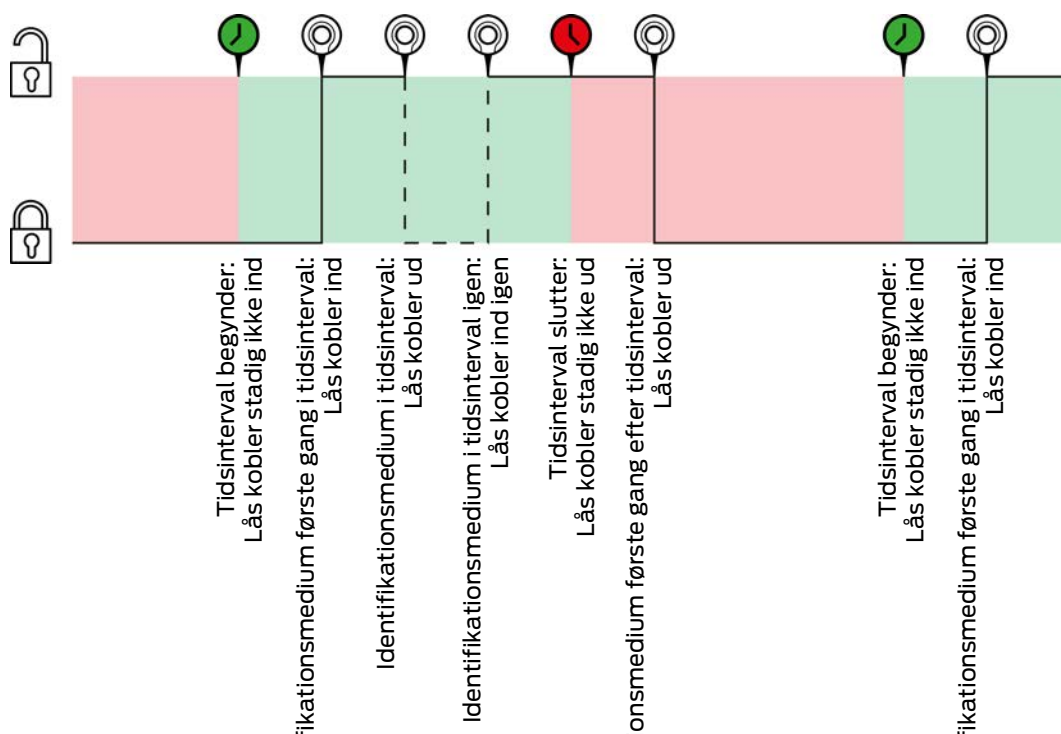 Tidsinterval begynder:
Lås kobler stadig ikke ind
fikationsmedium første gang i tidsinterval:
Lås kobler ind
Identifikationsmedium i tidsinterval:
Lås kobler ud
Identifikationsmedium i tidsinterval igen:
Lås kobler ind igen
Tidsinterval slutter:
Lås kobler stadig ikke ud
onsmedium første gang efter tidsinterval:
Lås kobler ud
Tidsinterval begynder:
Lås kobler stadig ikke ind
fikationsmedium første gang i tidsinterval:
Lås kobler ind